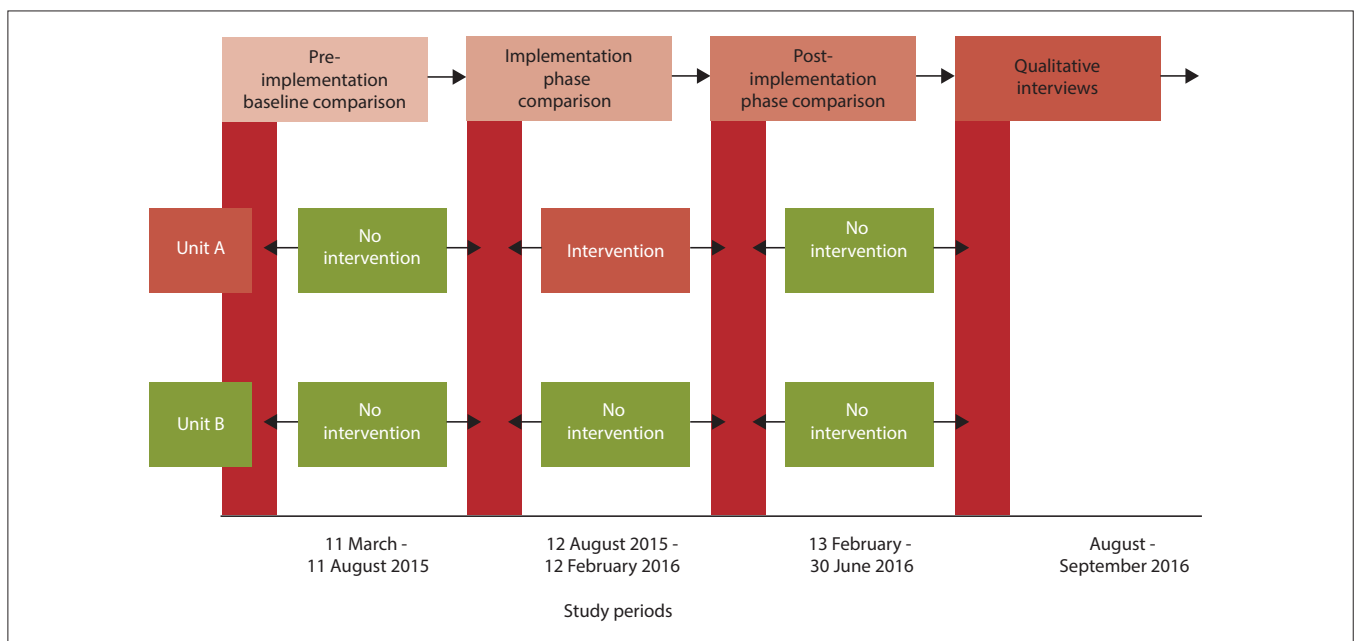 Pre-
implementation
baseline comparison
Implementation
phase
comparison
Post-
implementation
phase comparison
Qualitative
interviews
Unit A
No
intervention
Intervention
No
intervention
Unit B
No
intervention
No
intervention
No
intervention
11 March -
11 August 2015
12 August 2015 -
12 February 2016
13 February -
30 June 2016
August -
September 2016
Study periods